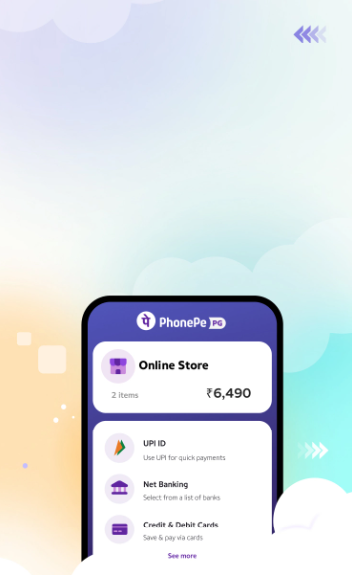 पे PhonePe PG
Online Store
2 Items ₹6,490
UPI ID
Use UPI for quick payments
Net Banking
Select from a list of banks
Credit & Debit Cards
Save & pay via cards
See more